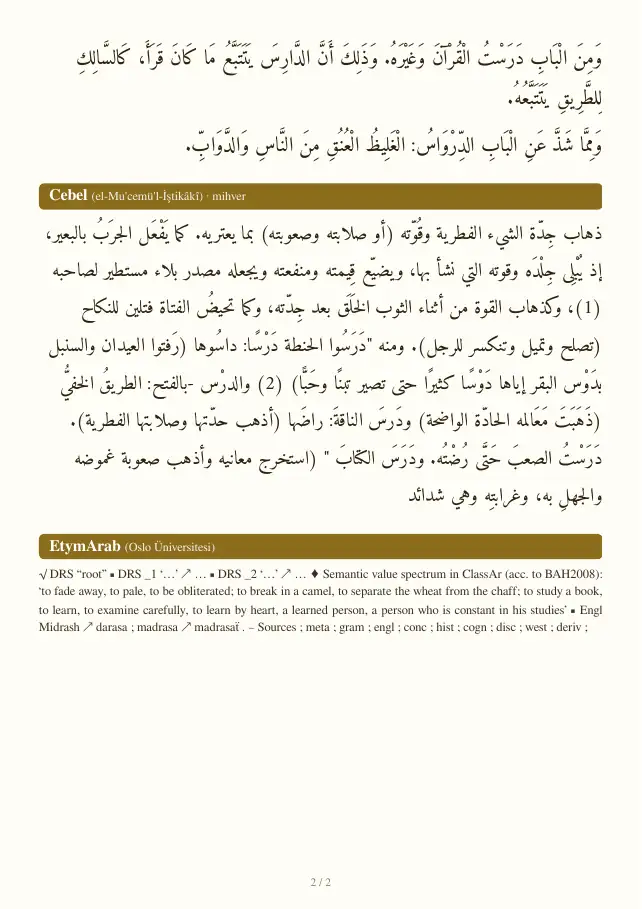 وَمِنَ الْبَابِ دَرَسْتُ الْقُرْآنَ وَغَيْرَهُ. وَذَلِكَ أَنَّ الدَّارِسَ يَتَتَبَّعُ مَا كَانَ قَرَأَ، كَالسَّالِكِ
لِلطَّرِيقِ يَتَتَبَّعُهُ.
وَمِمَّا شَذَّ عَنِ الْبَابِ الدِّرْوَاسُ: الْغَلِيظُ الْعُنُقِ مِنَ النَّاسِ وَالدَّوَابِّ.
Cebel (el-Mu'cemü'l-İştikâkî) · mihver
ذهاب جِدّة الشيء الفطرية وقُوّته (أو صلابته وصعوبته) بما يعتريه. كما يَفْعَل الجرَبُ بالبعير،
إذ يُبْلِى جِلْدَه وقوته التي نشأ بها، ويضيّع قِيمته ومنفعته ويجعله مصدر بلاء مستطير لصاحبه
(1)، وكذهاب القوة من أثناء الثوب الخَلَق بعد جِدّته، وكما تحيضُ الفتاة فتلين للنكاح
(تصلح وتميل وتنكسر للرجل). ومنه "دَرَسُوا الحنطة دَرْسًا: داسُوها (رَفتوا العيدان والسنبل
بدَوْس البقر إياها دَوْسًا كثيرًا حتى تصير تبنًا وحَبًّا) (2) والدرْس -بالفتح: الطريقُ الخفيُّ
(ذَهَبَتَ مَعَالمه الحادّة الواضحة) ودرسَ الناقةَ: راضَها (أذهب حدّتها وصلابتها الفطرية).
دَرَسْتُ الصعبَ حَتَّى رُضْتُه. ودَرَسَ الكتّابَ " (استخرج معانيه وأذهب صعوبة غموضه
والجهلِ به، وغرابتِه وهي شدائد
EtymArab (Oslo Üniversitesi)
√ DRS “root” ▪ DRS _1 ‘…’ ↗ … ▪ DRS _2 ‘…’ ↗ … ♦ Semantic value spectrum in ClassAr (acc. to BAH2008):
‘to fade away, to pale, to be obliterated; to break in a camel, to separate the wheat from the chaff; to study a book,
to learn, to examine carefully, to learn by heart, a learned person, a person who is constant in his studies’ ▪ Engl
Midrash ↗ darasa ; madrasa ↗ madrasaẗ . – Sources ; meta ; gram ; engl ; conc ; hist ; cogn ; disc ; west ; deriv ;
2 / 2